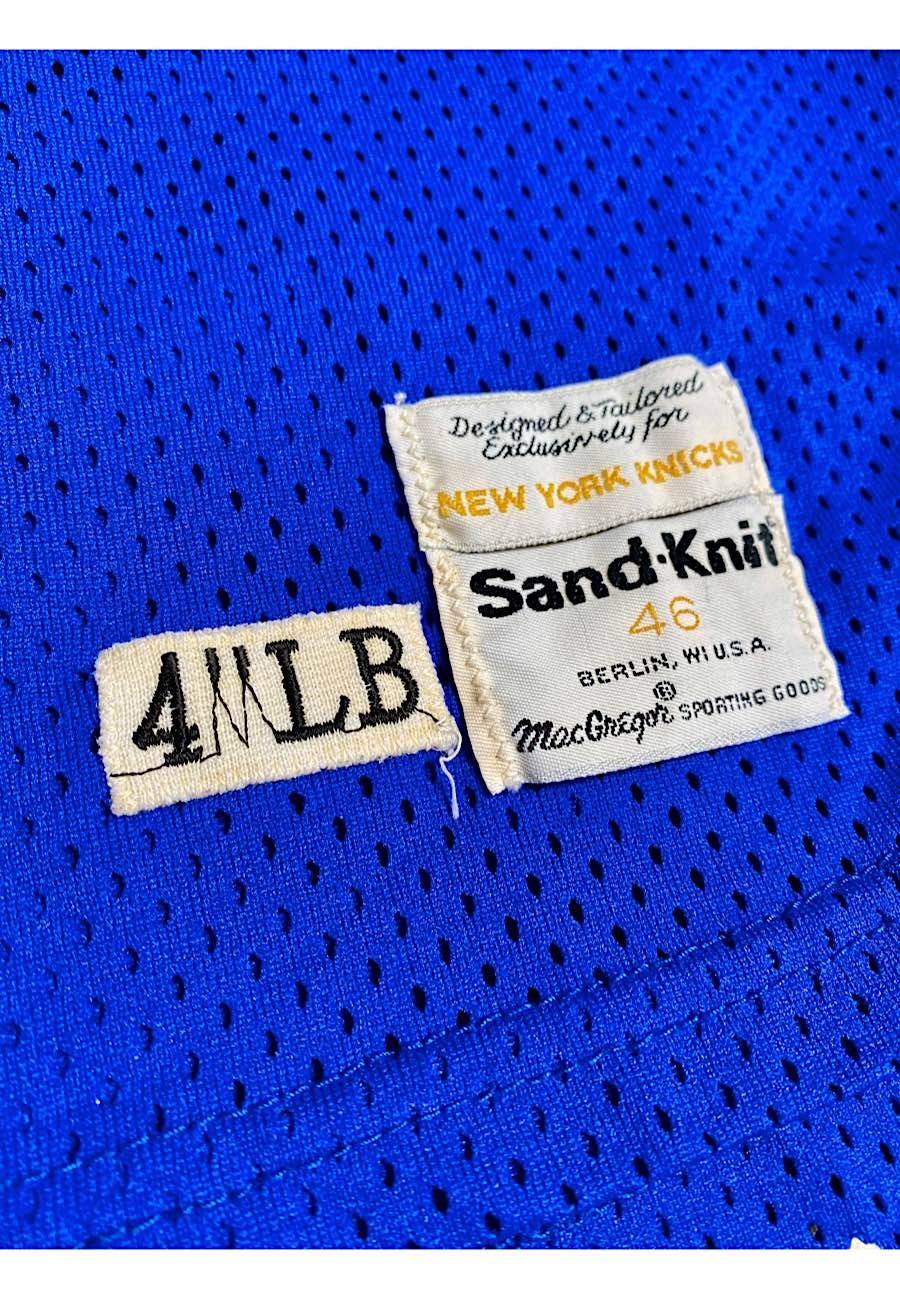 Designed & Tailored
Exclusively for
NEW YORK KNICKS
Sand·Knit
46
BERLIN, WI U.S.A.
®
MacGregor SPORTING GOODS
4"LB